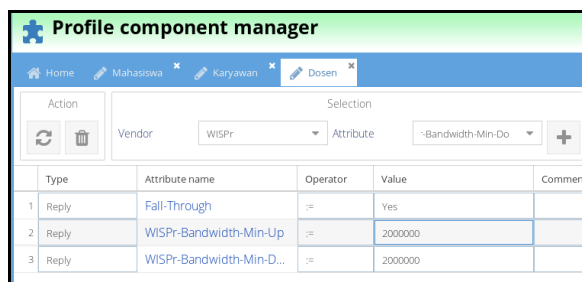 Profile component manager
Home Mahasiswa Karyawan Dosen
Action Selection
Vendor WISPr Attribute -Bandwidth-Min-Do
Type Attribute name Operator Value Commen
1 Reply Fall-Through := Yes
2 Reply WISPr-Bandwidth-Min-Up := 2000000
3 Reply WISPr-Bandwidth-Min-D... := 2000000